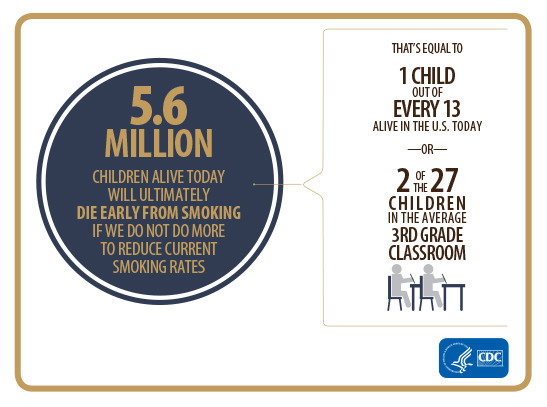 5.6
MILLION
CHILDREN ALIVE TODAY
WILL ULTIMATELY
DIE EARLY FROM SMOKING
IF WE DO NOT DO MORE
TO REDUCE CURRENT
SMOKING RATES
THAT'S EQUAL TO
1 CHILD
OUT OF
EVERY 13
ALIVE IN THE U.S. TODAY
—OR—
2 OF THE 27
CHILDREN
IN THE AVERAGE
3RD GRADE
CLASSROOM
CDC